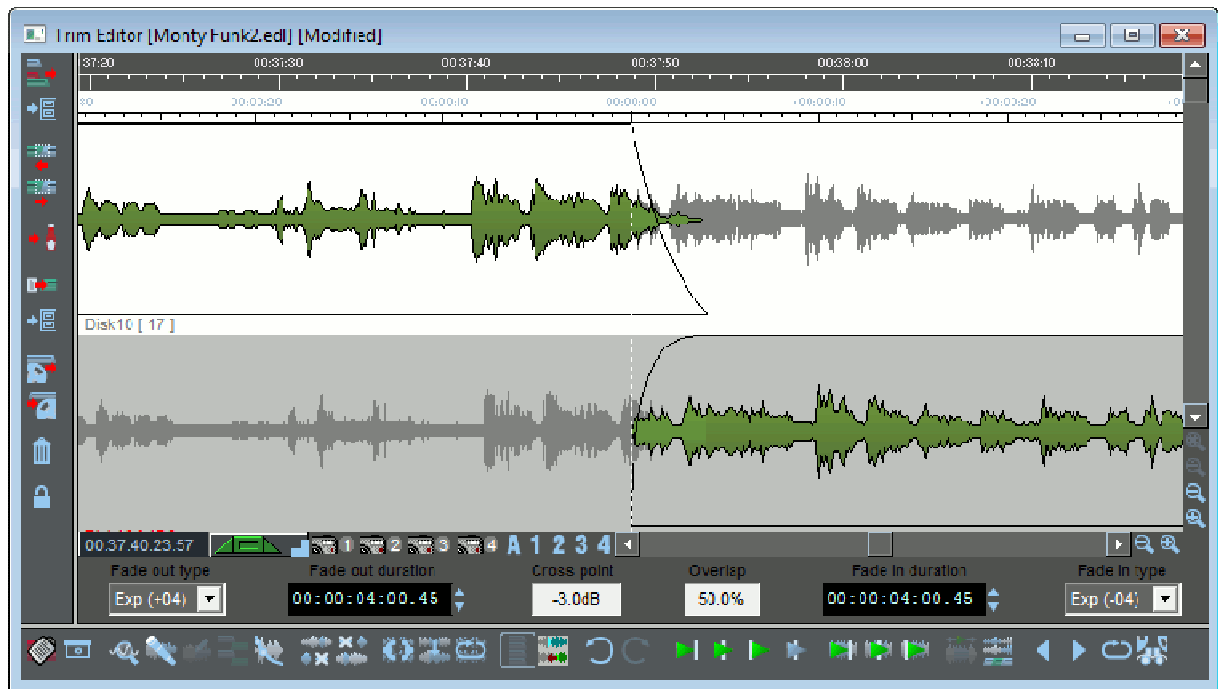 Trim Editor [Monty Funk2.edl] [Modified]
37:20 00:37:30 00:37:40 00:37:50 00:38:00 00:38:10
00:00:20 00:00:10 00:00:00 +00:00:10 +00:00:20
Disk10 [ 17 ]
00.37.40.23.57 1 2 3 4 A 1 2 3 4
Fade out type Fade out duration Cross point Overlap Fade in duration Fade in type
Exp (+04) 00:00:04:00.45 -3.0dB 50.0% 00:00:04:00.45 Exp (-04)